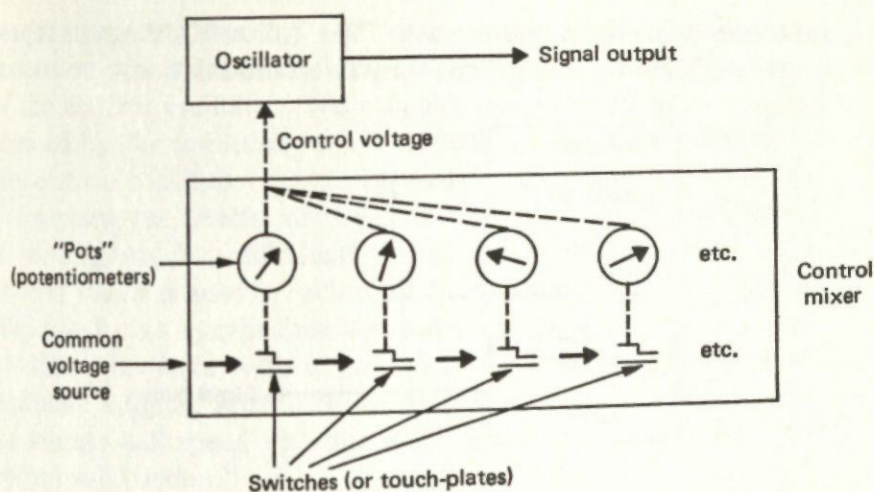 Oscillator
Signal output
Control voltage
"Pots"
(potentiometers)
etc.
Control
mixer
Common
voltage
source
etc.
Switches (or touch-plates)